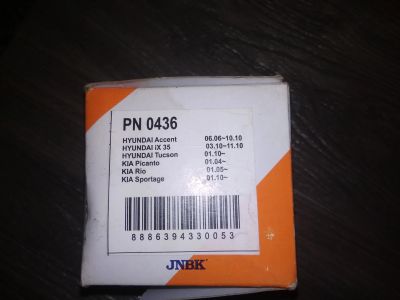 PN 0436
HYUNDAI Accent 06.06~10.10
HYUNDAI iX 35 03.10~11.10
HYUNDAI Tucson 01.10~
KIA Picanto 01.04~
KIA Rio 01.05~
KIA Sportage 01.10~
8886394330053
JNBK